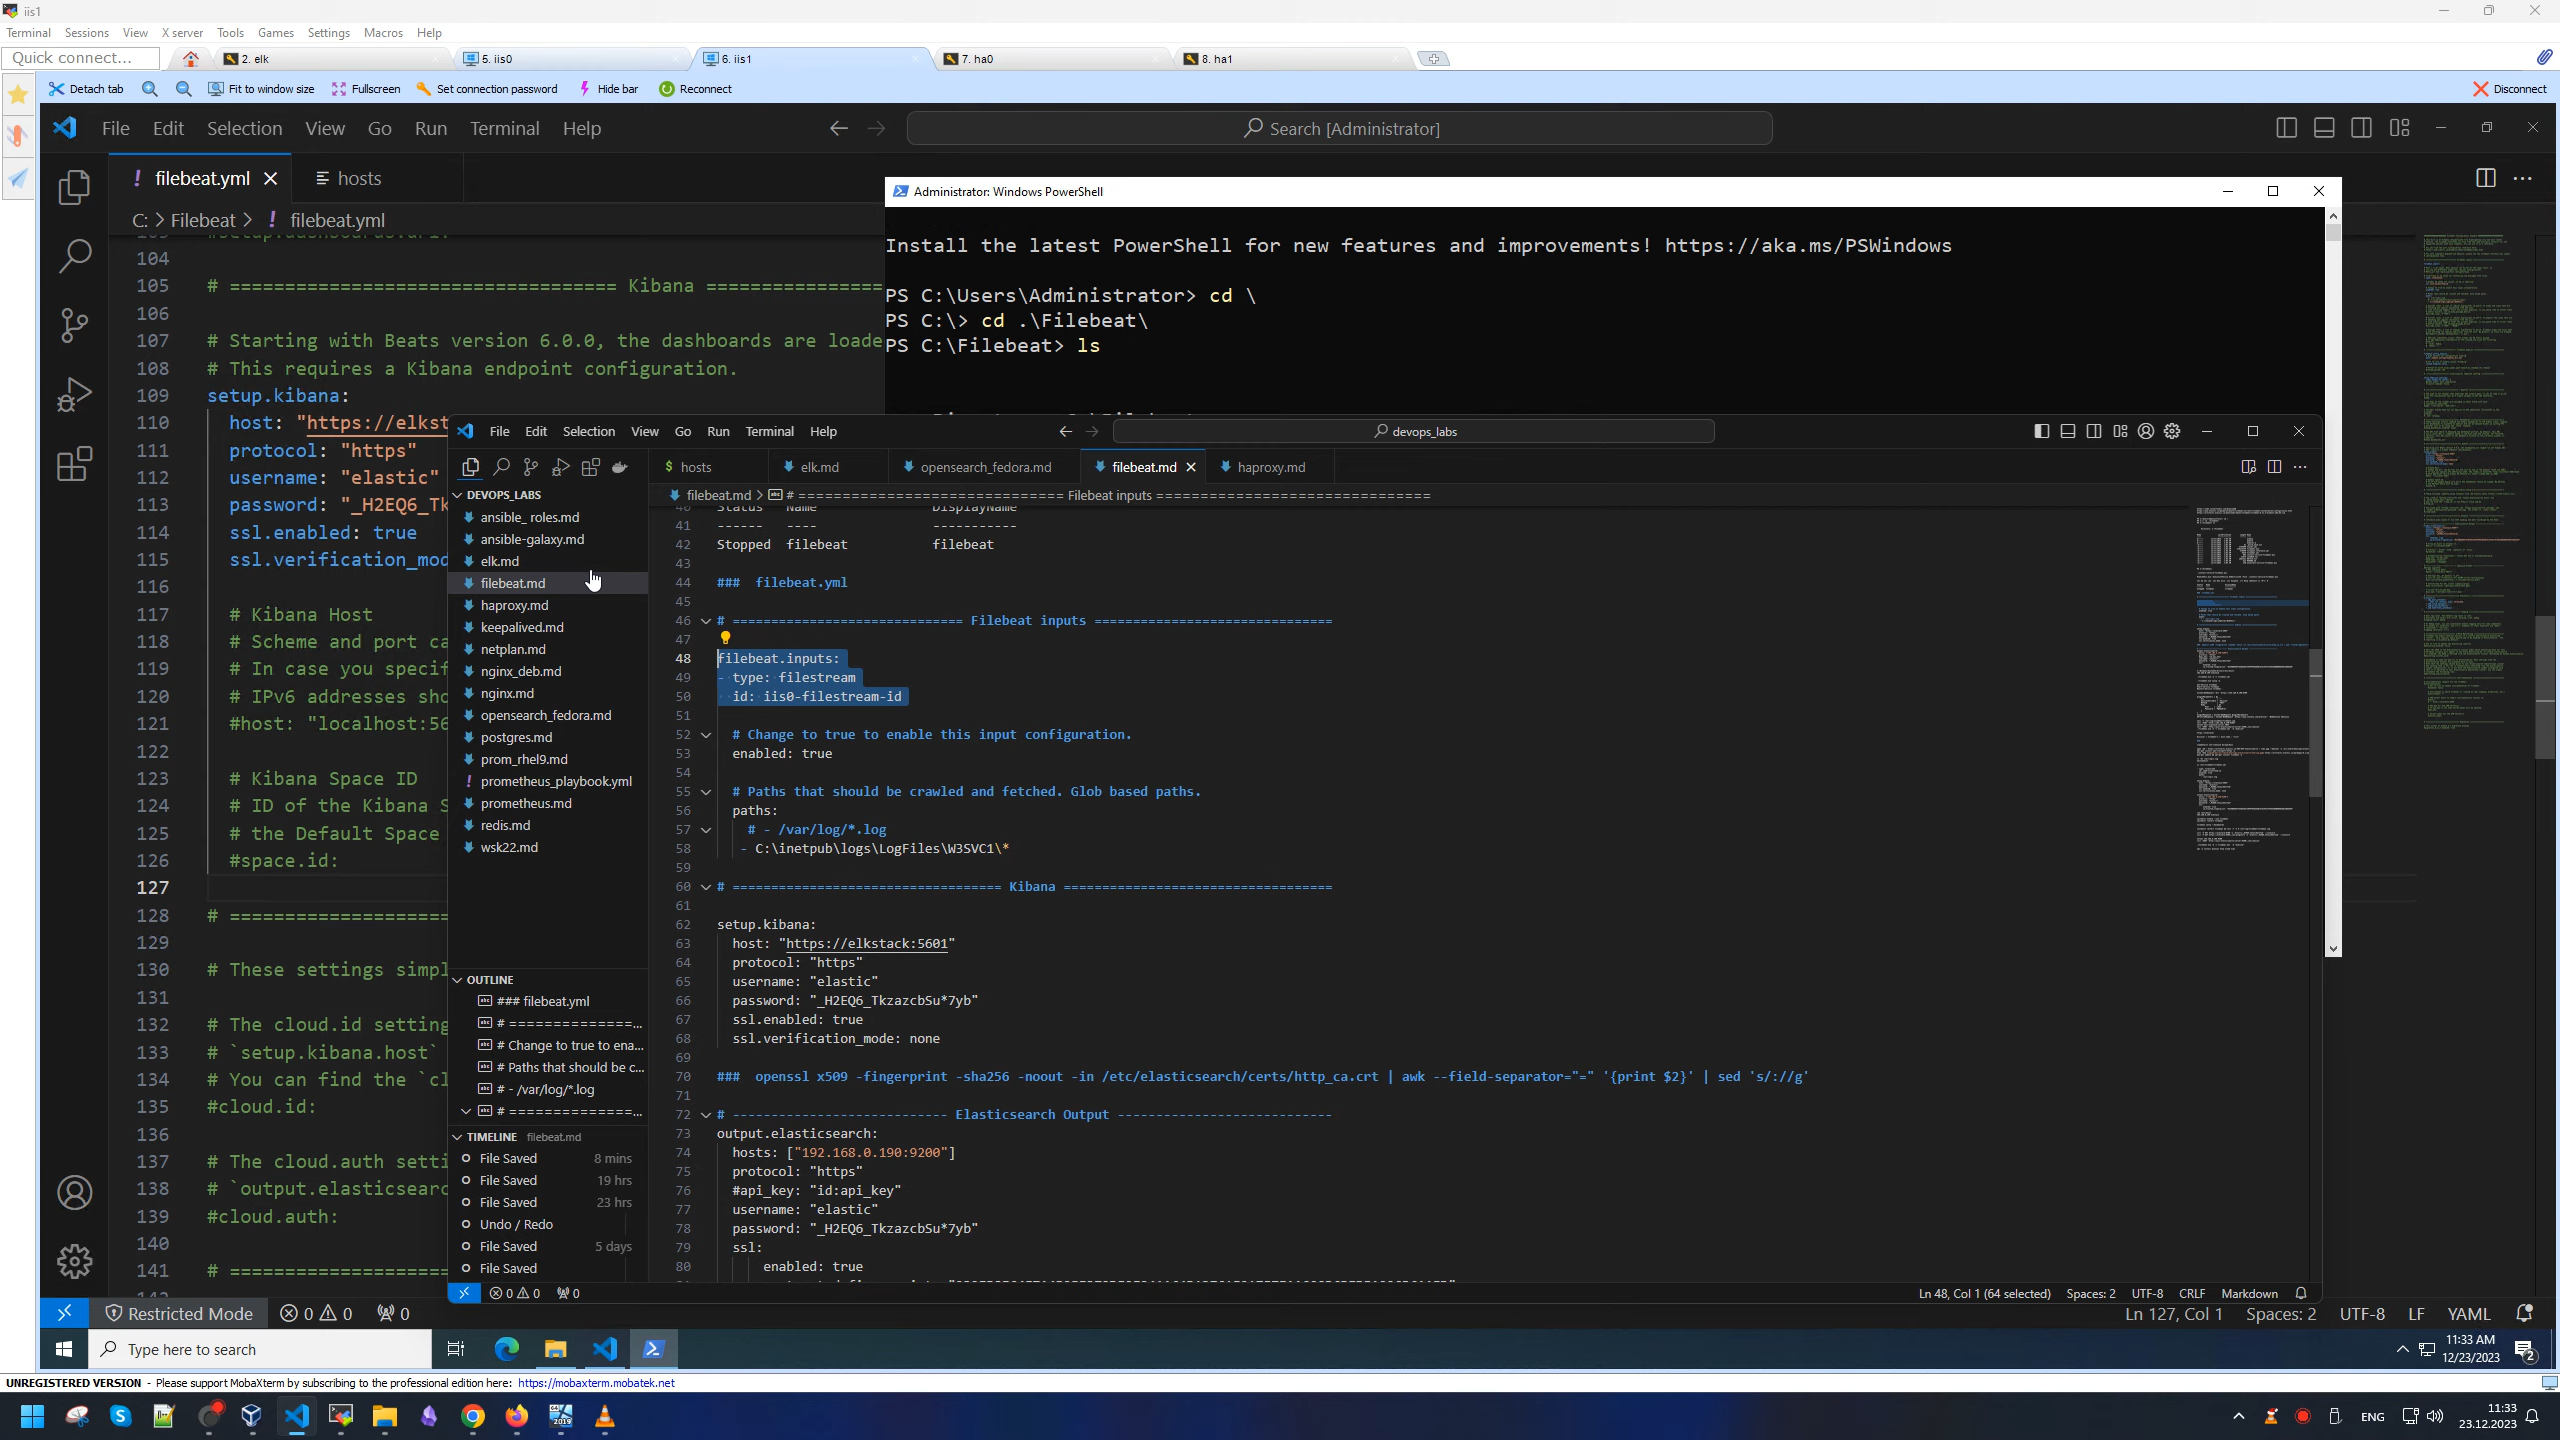 iis1
Terminal Sessions View X server Tools Games Settings Macros Help
Quick connect...
2. elk
5. iis0
6. iis1
7. ha0
8. ha1
Detach tab Fit to window size Fullscreen Set connection password Hide bar Reconnect Disconnect
File Edit Selection View Go Run Terminal Help
Search [Administrator]
filebeat.yml
hosts
C: > Filebeat > ! filebeat.yml
Administrator: Windows PowerShell
Install the latest PowerShell for new features and improvements! https://aka.ms/PSWindows
PS C:\Users\Administrator> cd \
PS C:\> cd .\Filebeat\
PS C:\Filebeat> ls
104
105 # =================================== Kibana ================
106
107 # Starting with Beats version 6.0.0, the dashboards are loade
108 # This requires a Kibana endpoint configuration.
109 setup.kibana:
110 host: "https://elkst
111 protocol: "https"
112 username: "elastic"
113 password: "_H2EQ6_Tk
114 ssl.enabled: true
115 ssl.verification_mod
116
117 # Kibana Host
118 # Scheme and port ca
119 # In case you specif
120 # IPv6 addresses sho
121 #host: "localhost:56
122
123 # Kibana Space ID
124 # ID of the Kibana S
125 # the Default Space
126 #space.id:
127
128 # ====================
129
130 # These settings simpl
131
132 # The cloud.id setting
133 # `setup.kibana.host`
134 # You can find the `cl
135 #cloud.id:
136
137 # The cloud.auth setti
138 # `output.elasticsearc
139 #cloud.auth:
140
141 # ====================
File Edit Selection View Go Run Terminal Help
devops_labs
hosts
elk.md
opensearch_fedora.md
filebeat.md
haproxy.md
filebeat.md > # ============================= Filebeat inputs ==============================
DEVOPS_LABS
ansible_ roles.md
ansible-galaxy.md
elk.md
filebeat.md
haproxy.md
keepalived.md
netplan.md
nginx_deb.md
nginx.md
opensearch_fedora.md
postgres.md
prom_rhel9.md
prometheus_playbook.yml
prometheus.md
redis.md
wsk22.md
OUTLINE
### filebeat.yml
# ==============...
# Change to true to ena...
# Paths that should be c...
# - /var/log/*.log
# ==============...
TIMELINE filebeat.md
File Saved 8 mins
File Saved 19 hrs
File Saved 23 hrs
Undo / Redo
File Saved 5 days
File Saved
40 Status Name DisplayName
41 ------ ---- -----------
42 Stopped filebeat filebeat
43
44 ### filebeat.yml
45
46 # ============================== Filebeat inputs ===============================
47
48 filebeat.inputs:
49 - type: filestream
50 id: iis0-filestream-id
51
52 # Change to true to enable this input configuration.
53 enabled: true
54
55 # Paths that should be crawled and fetched. Glob based paths.
56 paths:
57 # - /var/log/*.log
58 - C:\inetpub\logs\LogFiles\W3SVC1\*
59
60 # =================================== Kibana ===================================
61
62 setup.kibana:
63 host: "https://elkstack:5601"
64 protocol: "https"
65 username: "elastic"
66 password: "_H2EQ6_TkzazcbSu*7yb"
67 ssl.enabled: true
68 ssl.verification_mode: none
69
70 ### openssl x509 -fingerprint -sha256 -noout -in /etc/elasticsearch/certs/http_ca.crt | awk --field-separator="=" '{print $2}' | sed 's/://g'
71
72 # ---------------------------- Elasticsearch Output ----------------------------
73 output.elasticsearch:
74 hosts: ["192.168.0.190:9200"]
75 protocol: "https"
76 #api_key: "id:api_key"
77 username: "elastic"
78 password: "_H2EQ6_TkzazcbSu*7yb"
79 ssl:
80 enabled: true
0 0 0
Ln 48, Col 1 (64 selected) Spaces: 2 UTF-8 CRLF Markdown
Restricted Mode 0 0 0
Ln 127, Col 1 Spaces: 2 UTF-8 LF YAML
Type here to search
11:33 AM
12/23/2023
2
UNREGISTERED VERSION - Please support MobaXterm by subscribing to the professional edition here: https://mobaxterm.mobatek.net
ENG
11:33
23.12.2023